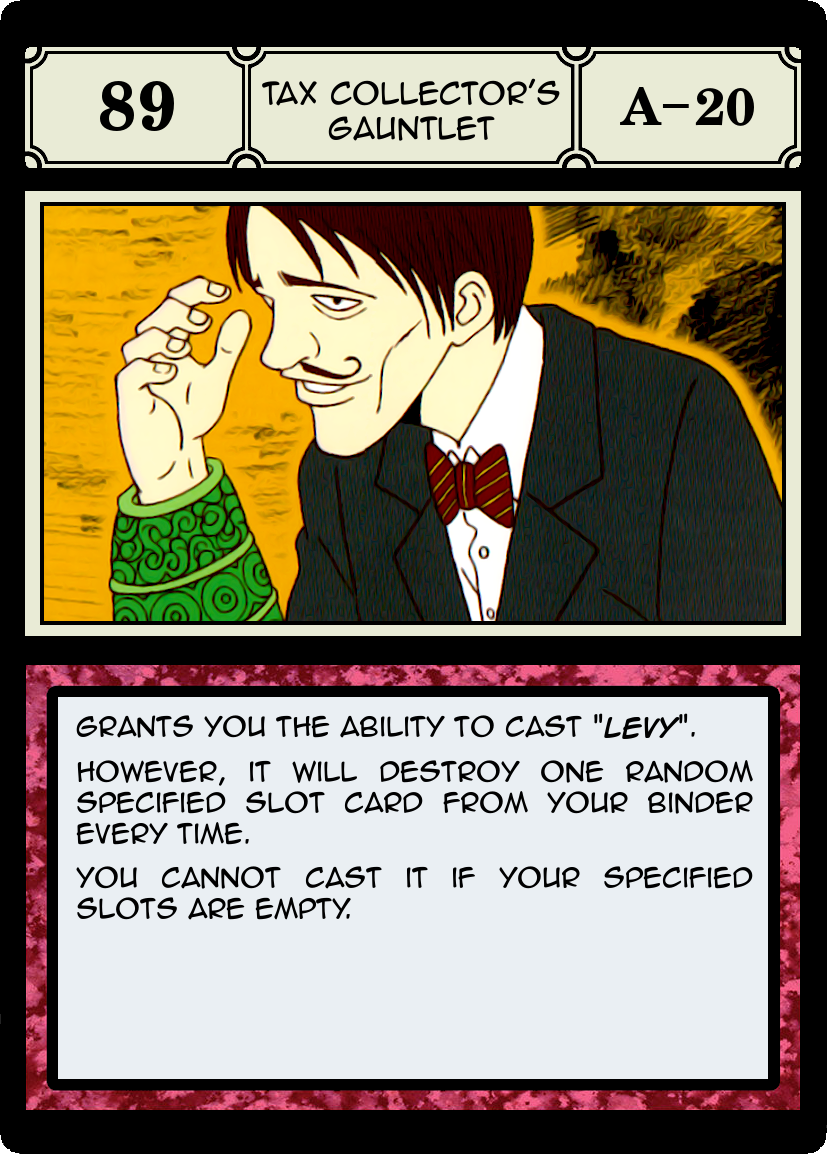 89
TAX COLLECTOR'S
GAUNTLET
A-20
GRANTS YOU THE ABILITY TO CAST "LEVY".
HOWEVER, IT WILL DESTROY ONE RANDOM
SPECIFIED SLOT CARD FROM YOUR BINDER
EVERY TIME.
YOU CANNOT CAST IT IF YOUR SPECIFIED
SLOTS ARE EMPTY.